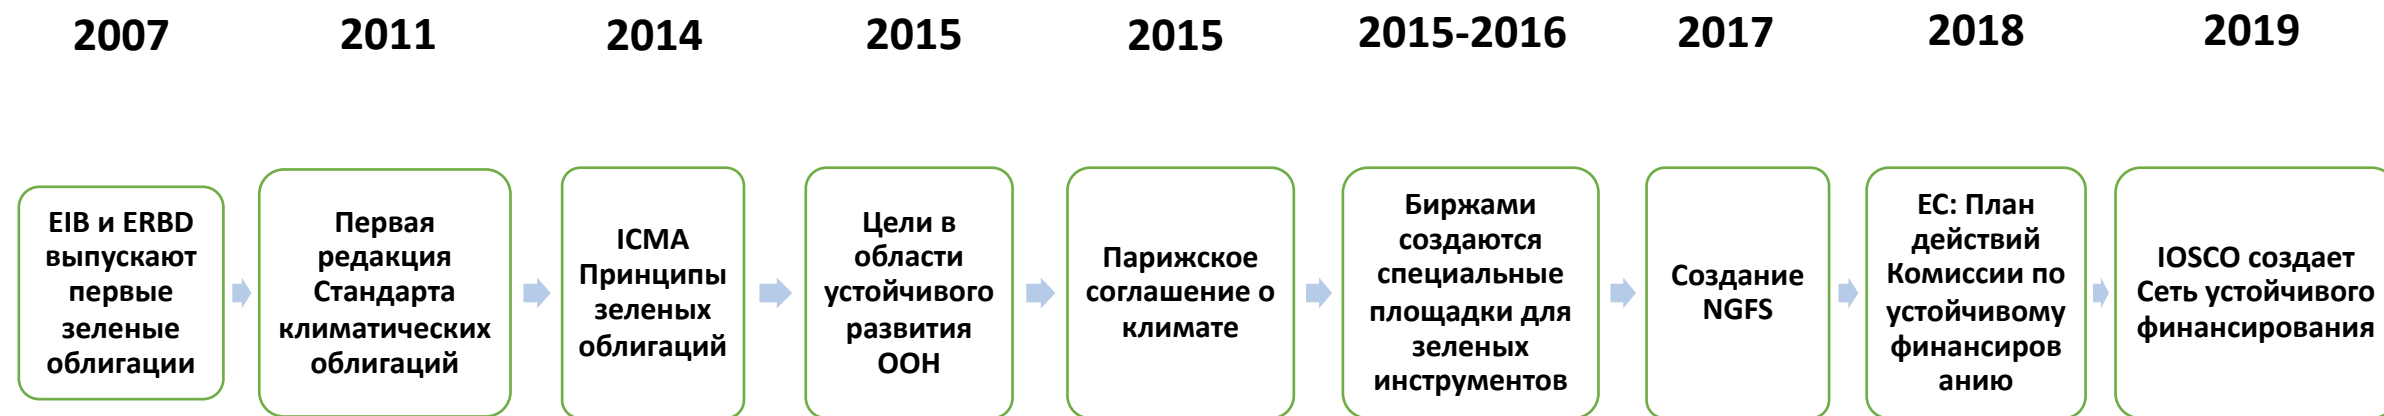 2007
2011
2014
2015
2015
2015-2016
2017
2018
2019
EIB и ERBD
выпускают
первые
зеленые
облигации
Первая
редакция
Стандарта
климатических
облигаций
ICMA
Принципы
зеленых
облигаций
Цели в
области
устойчивого
развития
ООН
Парижское
соглашение о
климате
Биржами
создаются
специальные
площадки для
зеленых
инструментов
Создание
NGFS
ЕС: План
действий
Комиссии по
устойчивому
финансиров
анию
IOSCO создает
Сеть устойчивого
финансирования